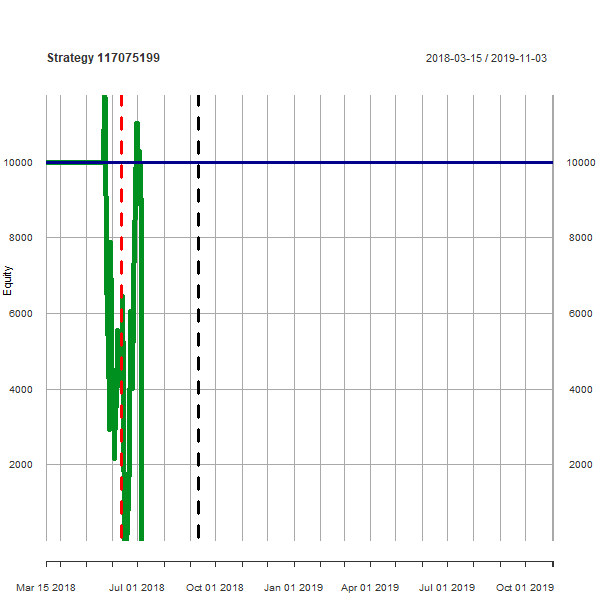 Strategy 117075199
2018-03-15 / 2019-11-03
10000
10000
8000
8000
6000
6000
4000
4000
2000
2000
Equity
Mar 15 2018
Jul 01 2018
Oct 01 2018
Jan 01 2019
Apr 01 2019
Jul 01 2019
Oct 01 2019